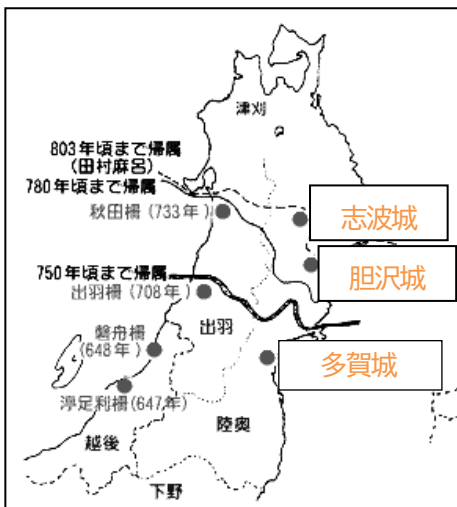 津刈
803年頃まで帰属
(田村麻呂)
780年頃まで帰属
秋田柵(733年)
志波城
胆沢城
750年頃まで帰属
出羽柵(708年)
出羽
磐舟柵
(648年)
多賀城
渟足利柵(647年)
陸奥
越後
下野